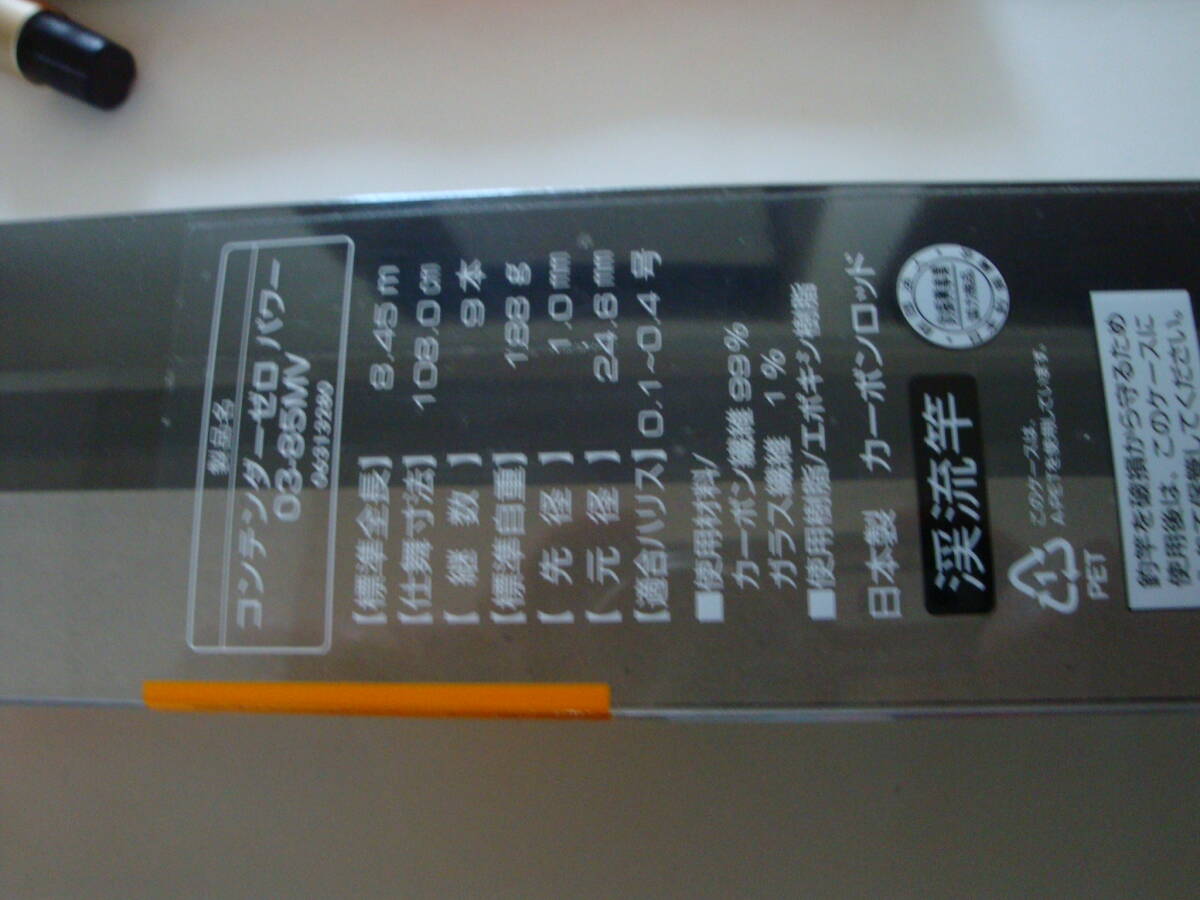 製品名
コンテンダーゼロ パワー
03-85MV
06313280
【標準全長】 8.45m
【仕舞寸法】 108.0cm
【継数】 9本
【標準自重】 198g
【先径】 1.0mm
【元径】 24.6mm
【適合ハリス】 0.1~0.4号
■使用材料/
カーボン繊維 99%
ガラス繊維 1%
■使用樹脂/エポキシ樹脂
日本製 カーボンロッド
渓流竿
1
PET
このケースは、
A-PETを使用しています。
釣竿を破損から守るための
使用後は、このケースに